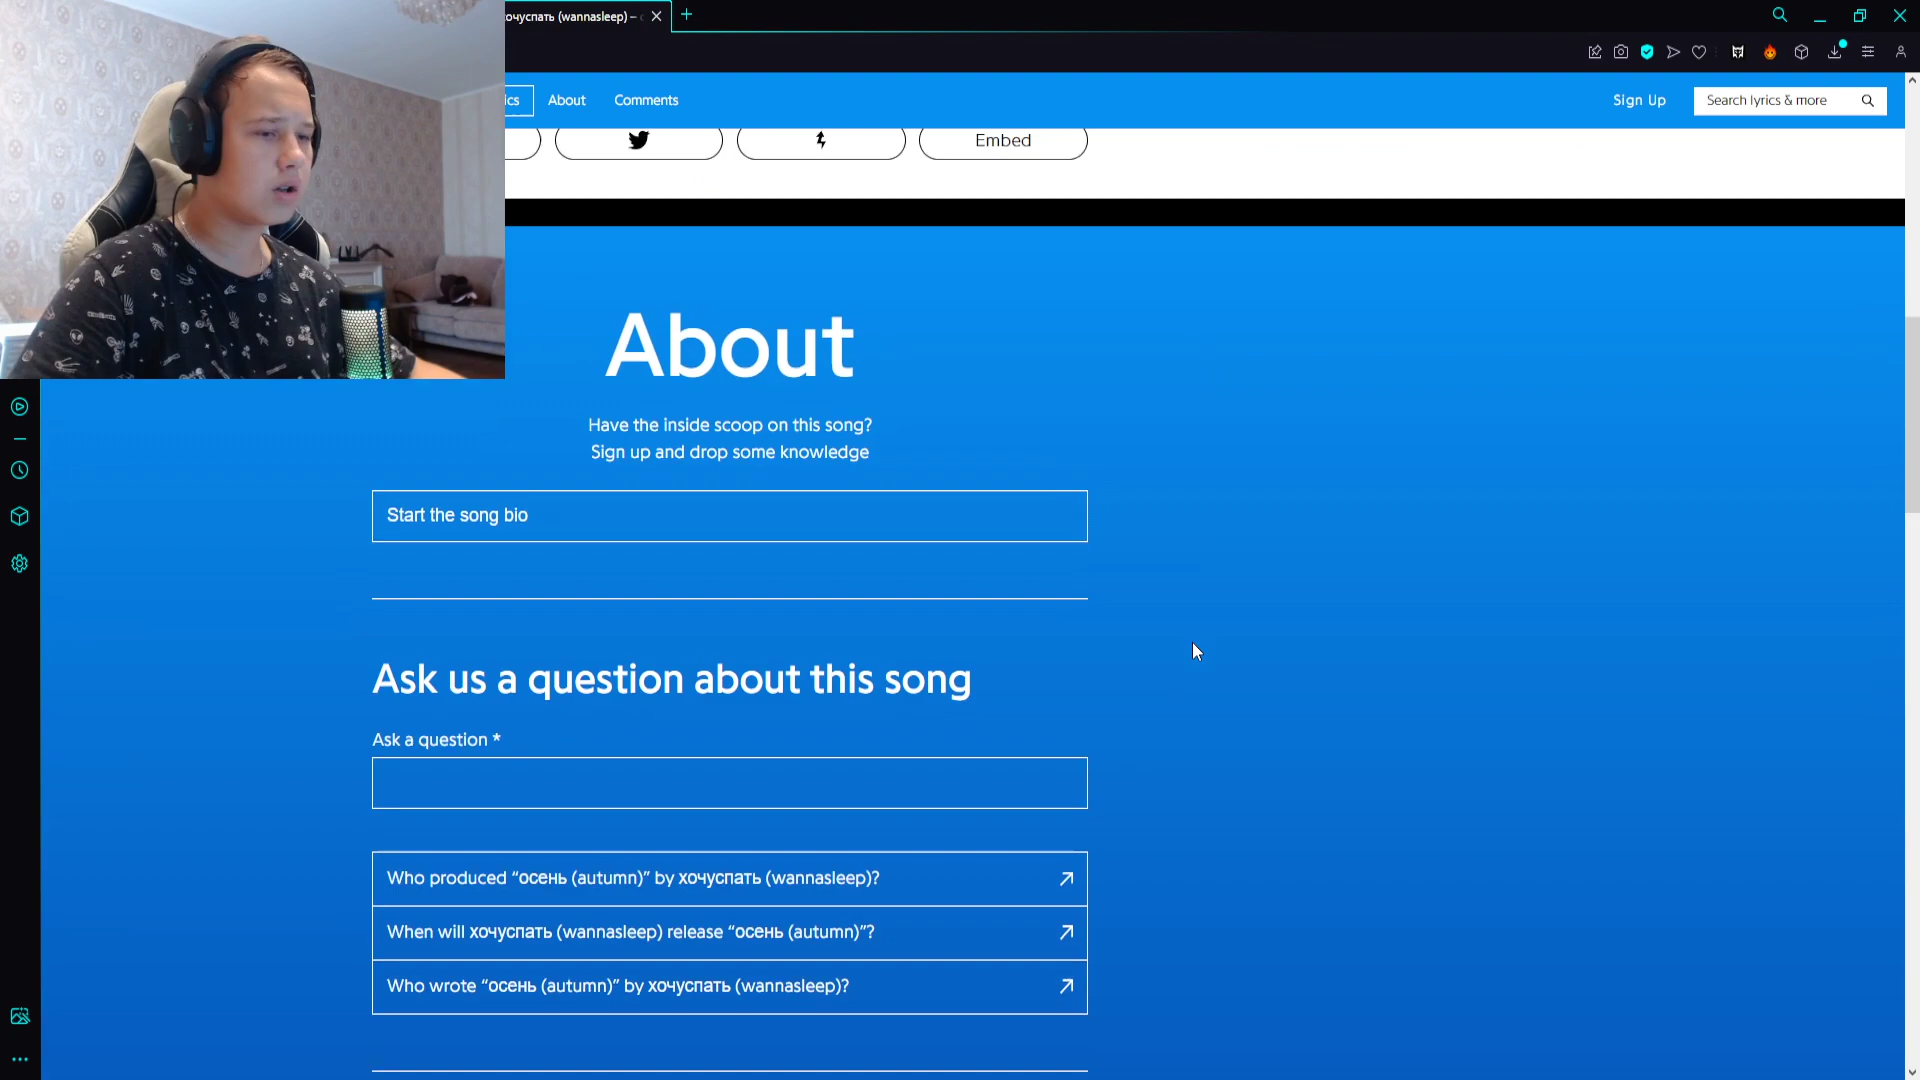 очуспать (wannasleep) –
ics
About
Comments
Sign Up
Search lyrics & more
Embed
About
Have the inside scoop on this song?
Sign up and drop some knowledge
Start the song bio
Ask us a question about this song
Ask a question *
Who produced “осень (autumn)” by хочуспать (wannasleep)?
When will хочуспать (wannasleep) release “осень (autumn)”?
Who wrote “осень (autumn)” by хочуспать (wannasleep)?